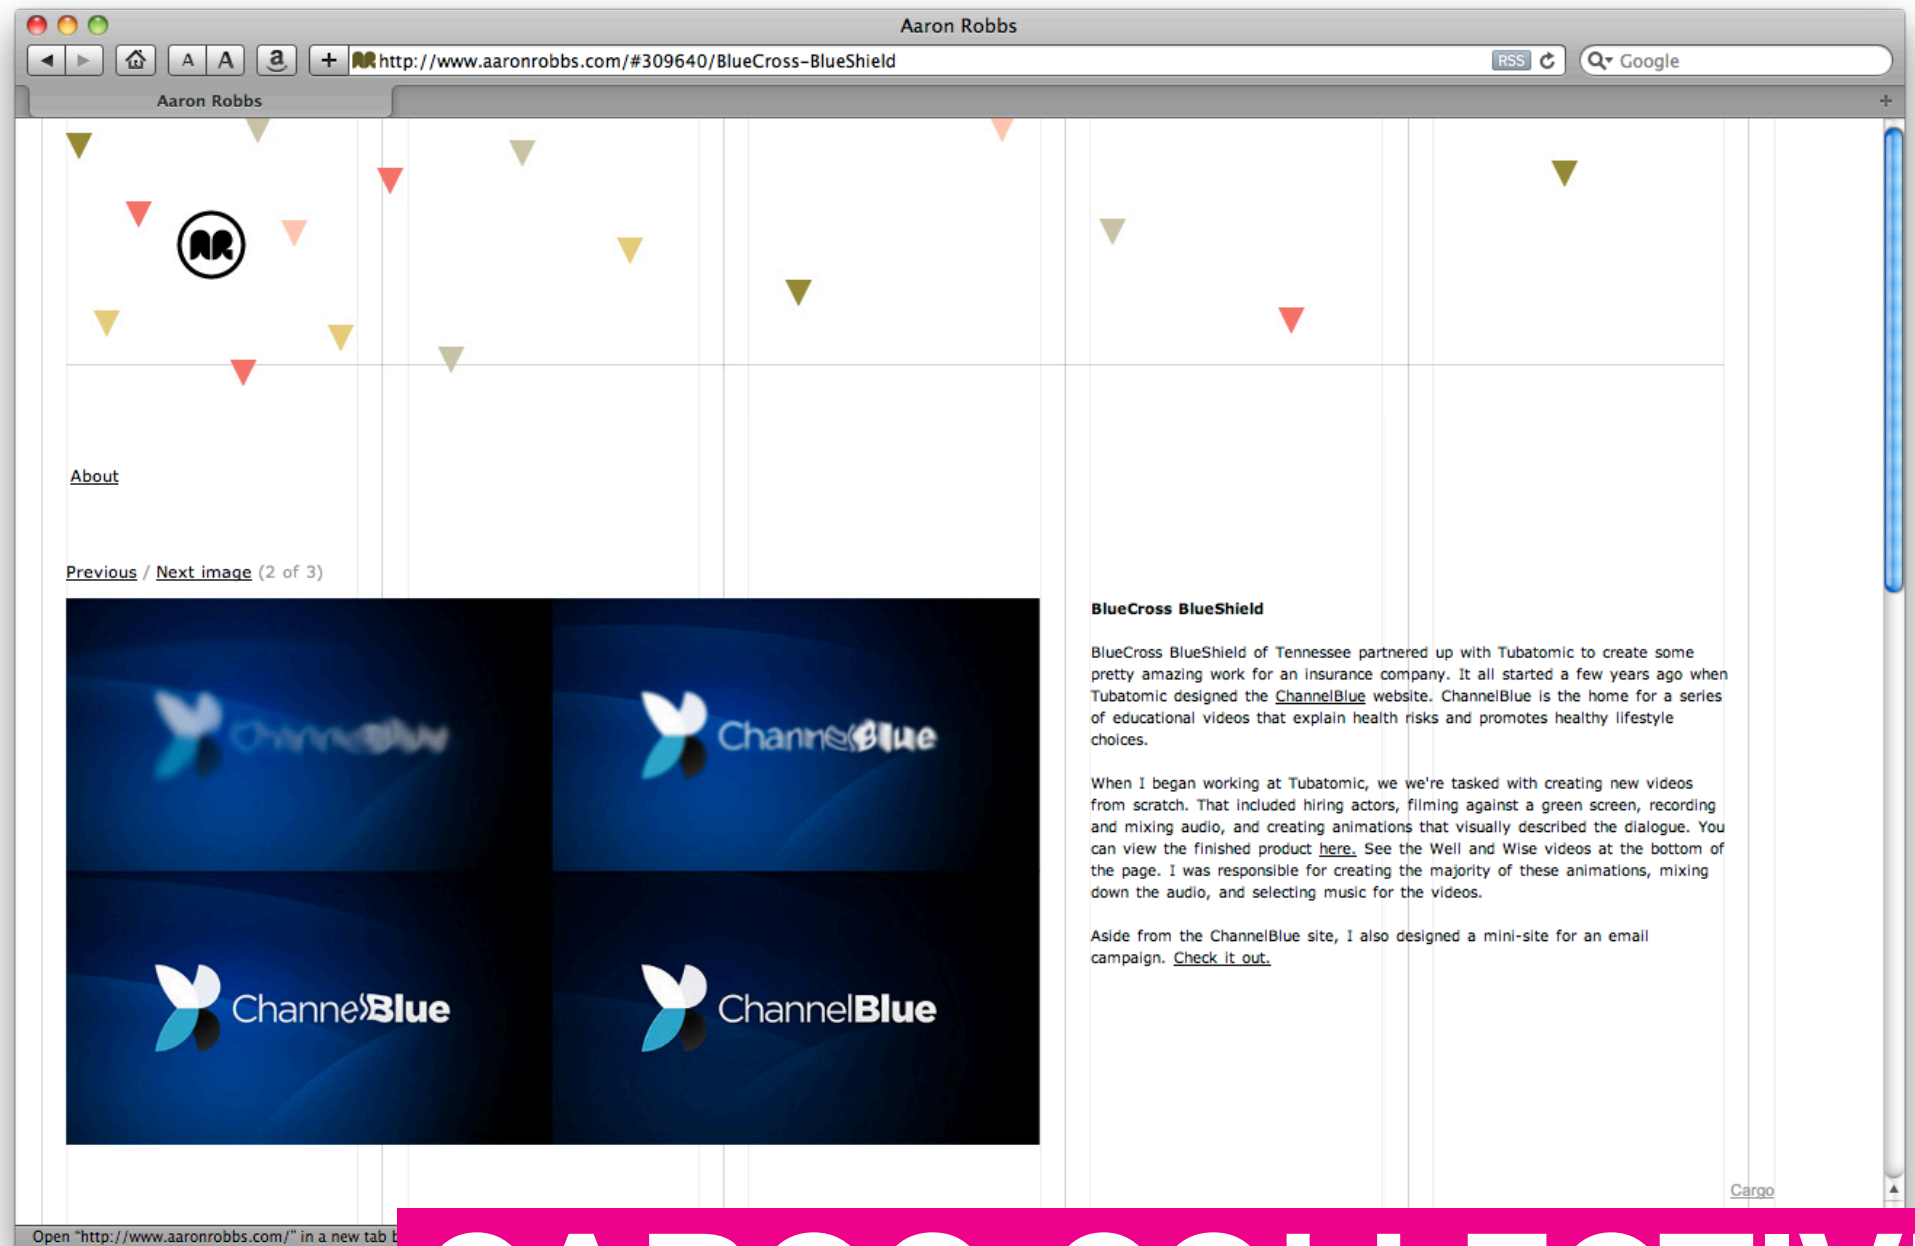 Aaron Robbs
A A a + AR http://www.aaronrobbs.com/#309640/BlueCross-BlueShield RSS Google
Aaron Robbs +
AR
About
Previous / Next image (2 of 3)
BlueCross BlueShield
BlueCross BlueShield of Tennessee partnered up with Tubatomic to create some
pretty amazing work for an insurance company. It all started a few years ago when
Tubatomic designed the ChannelBlue website. ChannelBlue is the home for a series
of educational videos that explain health risks and promotes healthy lifestyle
choices.
When I began working at Tubatomic, we we're tasked with creating new videos
from scratch. That included hiring actors, filming against a green screen, recording
and mixing audio, and creating animations that visually described the dialogue. You
can view the finished product here. See the Well and Wise videos at the bottom of
the page. I was responsible for creating the majority of these animations, mixing
down the audio, and selecting music for the videos.
Aside from the ChannelBlue site, I also designed a mini-site for an email
campaign. Check it out.
ChannelBlue
ChannelBlue
ChannelBlue
ChannelBlue
Cargo
Open "http://www.aaronrobbs.com/" in a new tab
CARGO COLLECTIV